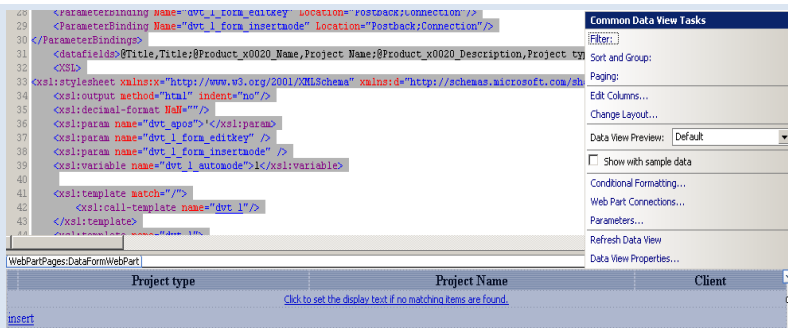 28 <ParameterBinding Name="dvt_1_form_editkey" Location="Postback;Connection"/>
29 <ParameterBinding Name="dvt_1_form_insertmode" Location="Postback;Connection"/>
30 </ParameterBindings>
31 <datafields>@Title,Title;@Product_x0020_Name,Project Name;@Product_x0020_Description,Project typ
32 <XSL>
33 <xsl:stylesheet xmlns:x="http://www.w3.org/2001/XMLSchema" xmlns:d="http://schemas.microsoft.com/sh
34 <xsl:output method="html" indent="no"/>
35 <xsl:decimal-format NaN=""/>
36 <xsl:param name="dvt_apos">'</xsl:param>
37 <xsl:param name="dvt_1_form_editkey" />
38 <xsl:param name="dvt_1_form_insertmode" />
39 <xsl:variable name="dvt_1_automode">1</xsl:variable>
40
41 <xsl:template match="/">
42 <xsl:call-template name="dvt_1"/>
43 </xsl:template>
44 <xsl:template name="dvt_1">
Common Data View Tasks
Filter:
Sort and Group:
Paging:
Edit Columns...
Change Layout...
Data View Preview: Default
Show with sample data
Conditional Formatting...
Web Part Connections...
Parameters...
Refresh Data View
Data View Properties...
WebPartPages:DataFormWebPart
Project type Project Name Client
Click to set the display text if no matching items are found.
insert